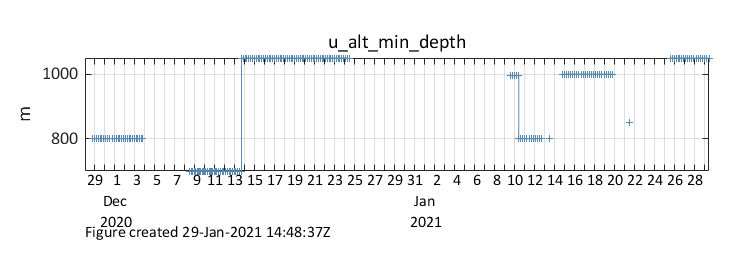 u_alt_min_depth
1000
800
m
29 1 3 5 7 9 11 13 15 17 19 21 23 25 27 29 31 2 4 6 8 10 12 14 16 18 20 22 24 26 28
Dec Jan
2020 2021
Figure created 29-Jan-2021 14:48:37Z